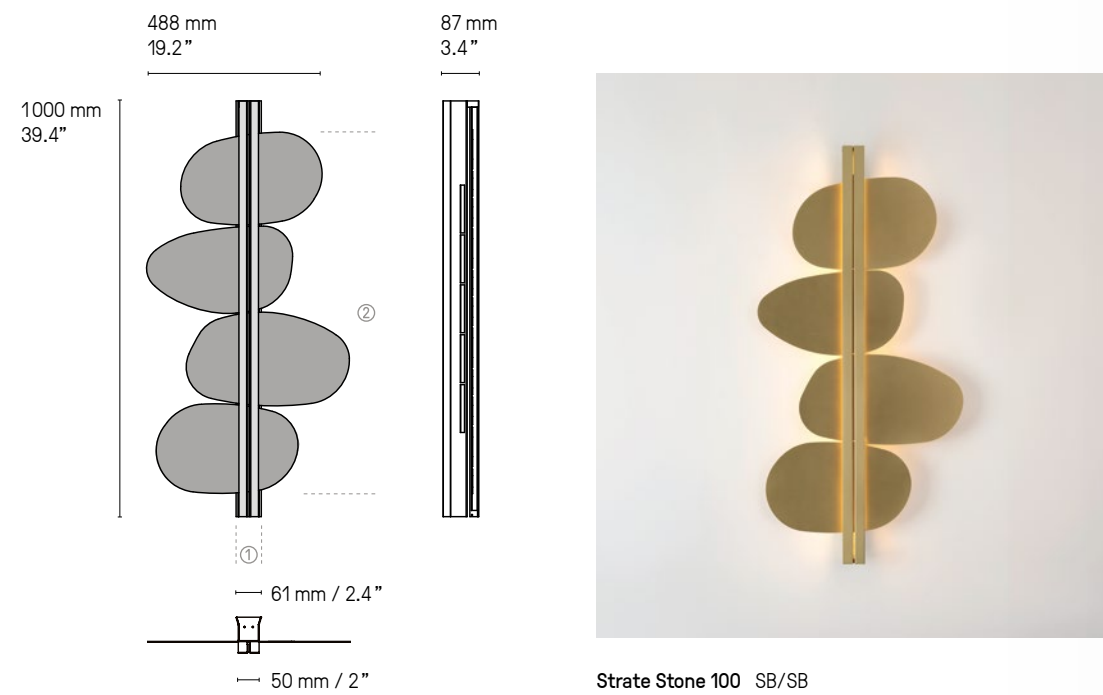 488 mm
19.2”
87 mm
3.4”
1000 mm
39.4”
②
①
61 mm / 2.4”
50 mm / 2”
Strate Stone 100 SB/SB